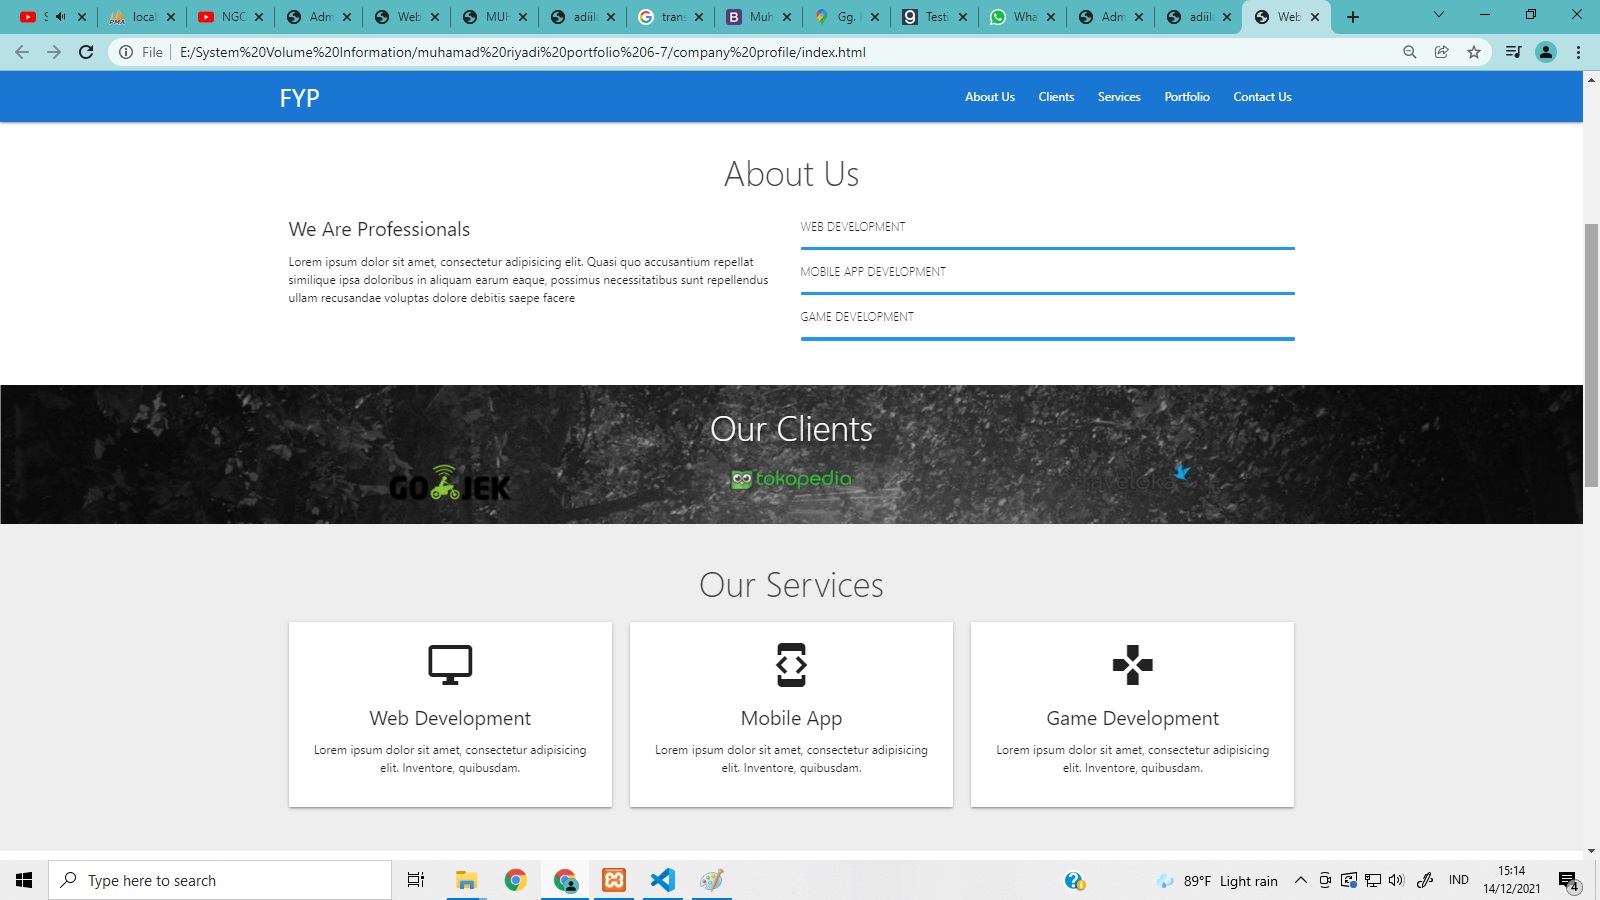 local
NGC
Adm
Web
MUH
adiil
tran
Muh
Gg.
Testi
Wha
Adm
adiil
Web
File
E:/System%20Volume%20Information/muhamad%20riyadi%20portfolio%206-7/company%20profile/index.html
FYP
About Us
Clients
Services
Portfolio
Contact Us
About Us
We Are Professionals
Lorem ipsum dolor sit amet, consectetur adipisicing elit. Quasi quo accusantium repellat
similique ipsa doloribus in aliquam earum eaque, possimus necessitatibus sunt repellendus
ullam recusandae voluptas dolore debitis saepe facere
WEB DEVELOPMENT
MOBILE APP DEVELOPMENT
GAME DEVELOPMENT
Our Clients
GO JEK
tokopedia
Our Services
Web Development
Lorem ipsum dolor sit amet, consectetur adipisicing
elit. Inventore, quibusdam.
Mobile App
Lorem ipsum dolor sit amet, consectetur adipisicing
elit. Inventore, quibusdam.
Game Development
Lorem ipsum dolor sit amet, consectetur adipisicing
elit. Inventore, quibusdam.
Type here to search
89°F Light rain
IND
15:14
14/12/2021
4